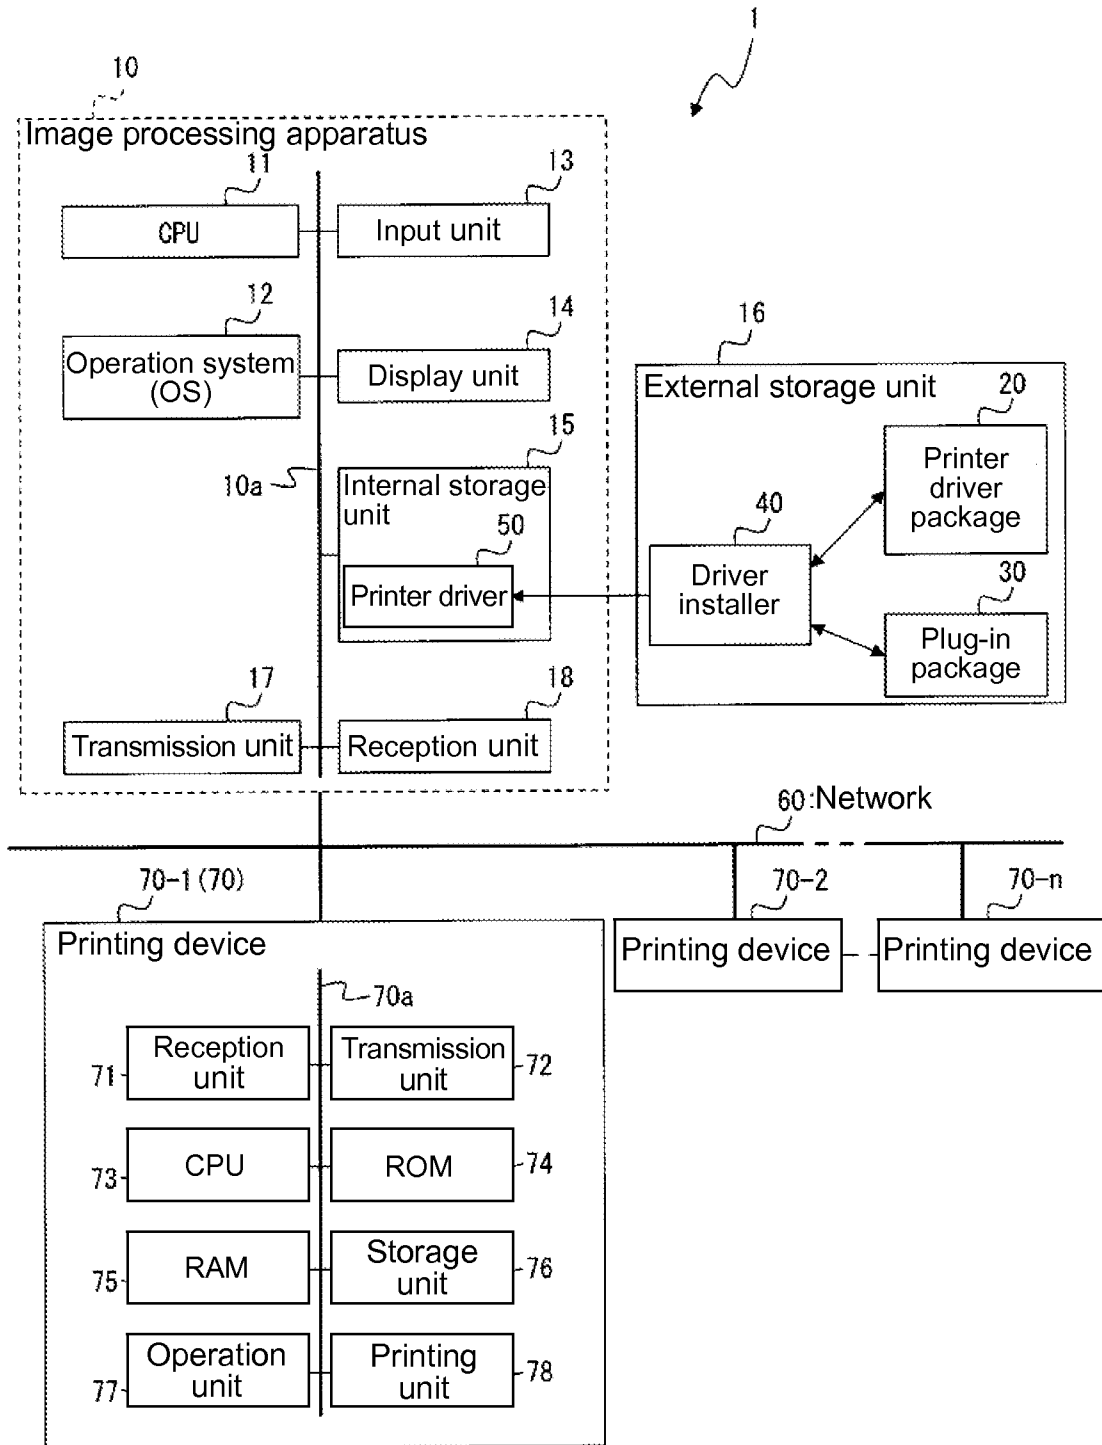 1
10
Image processing apparatus
11
13
CPU
Input unit
12
14
Operation system
(OS)
Display unit
16
External storage unit
20
Printer
driver
package
15
10a
Internal storage
unit
50
Printer driver
40
Driver
installer
30
Plug-in
package
17
18
Transmission unit
Reception unit
60:Network
70-1(70)
70-2
70-n
Printing device
Printing device
Printing device
70a
Reception
unit
71
Transmission
unit
72
CPU
73
ROM
74
RAM
75
Storage
unit
76
Operation
unit
77
Printing
unit
78